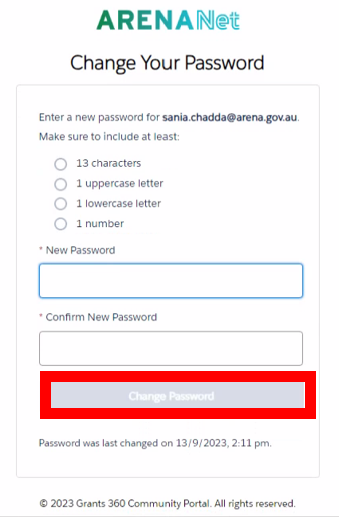 ARENANet
Change Your Password
Enter a new password for sania.chadda@arena.gov.au.
Make sure to include at least:
13 characters
1 uppercase letter
1 lowercase letter
1 number
* New Password
* Confirm New Password
Change Password
Password was last changed on 13/9/2023, 2:11 pm.
© 2023 Grants 360 Community Portal. All rights reserved.